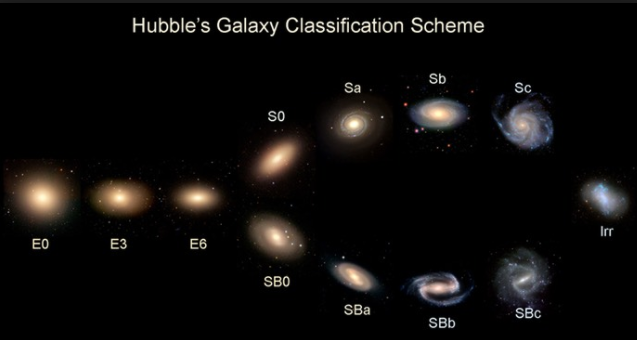 Hubble's Galaxy Classification Scheme
Sa
Sb
Sc
S0
E0
E3
E6
SB0
Irr
SBa
SBb
SBc